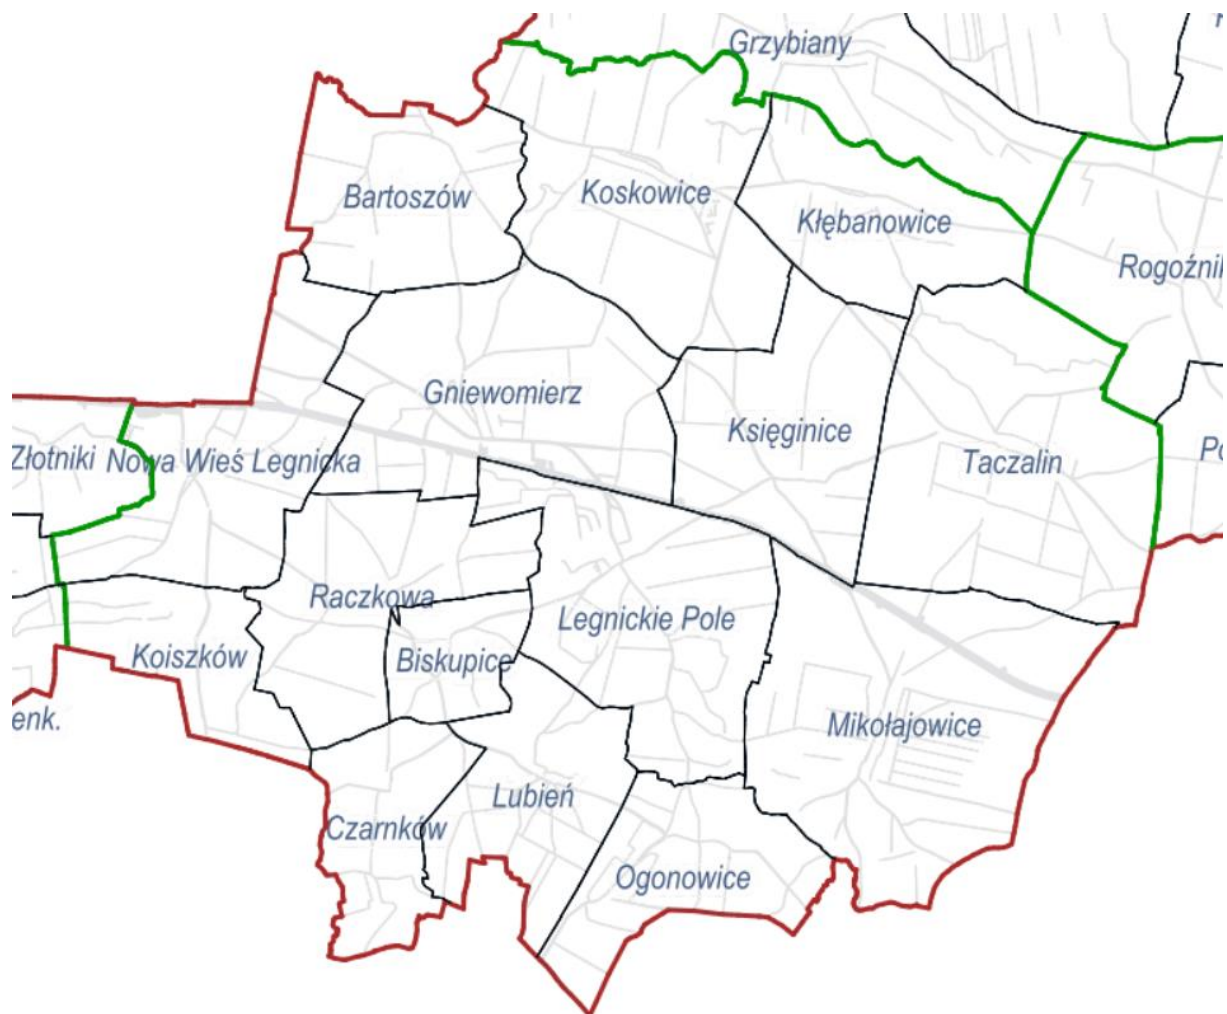 Grzybiany
Bartoszów
Koskowice
Kłębanowice
Rogoźnik
Gniewomierz
Księginice
Złotniki
Nowa Wieś Legnicka
Taczalin
Raczkowa
Legnickie Pole
Koiszków
Biskupice
enk.
Mikołajowice
Lubień
Czarnków
Ogonowice